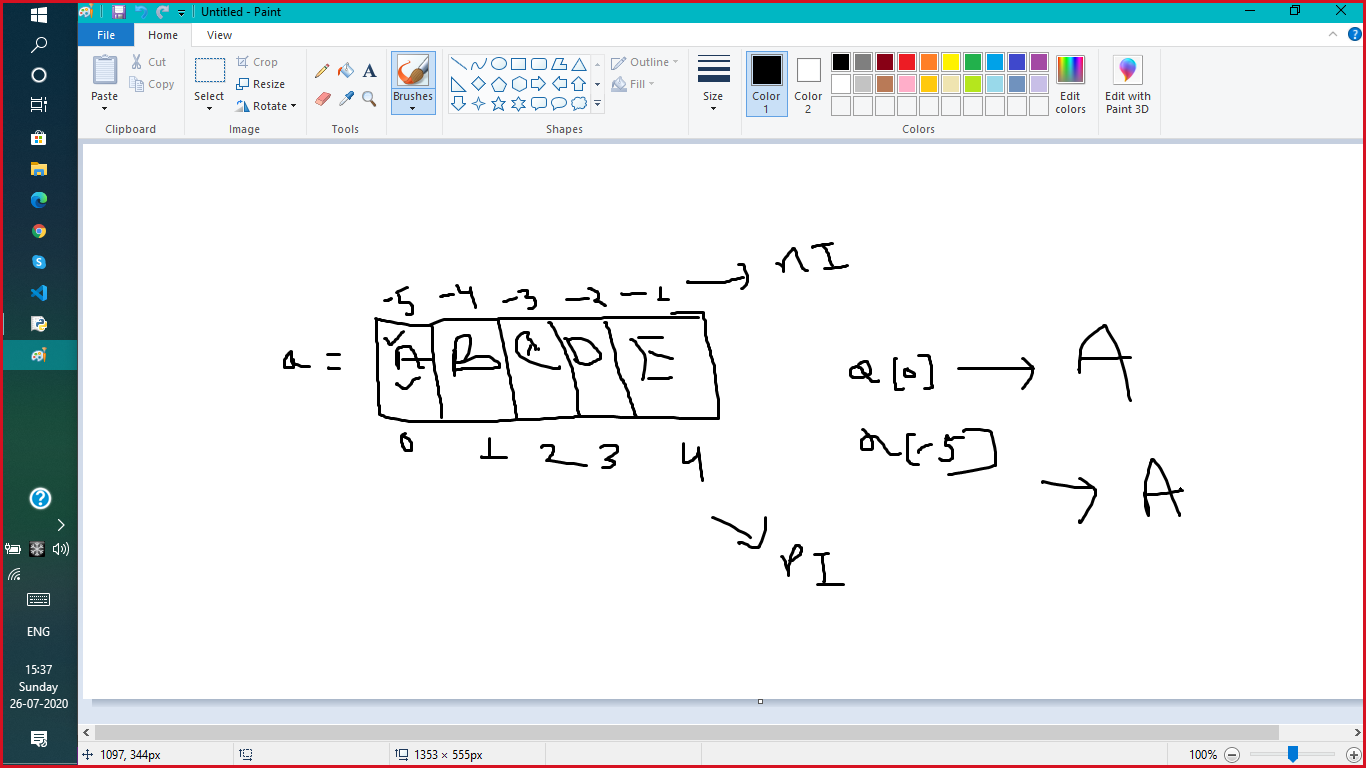 Untitled - Paint
File Home View
Paste Cut Copy Clipboard
Select Crop Resize Rotate Image
Tools
Brushes
Shapes Outline Fill
Size
Color 1 Color 2 Colors
Edit colors
Edit with Paint 3D
nI
-5 -4 -3 -2 -1
a = A B C D E
0 1 2 3 4
a[0] A
a[-5] A
PI
ENG
15:37
Sunday
26-07-2020
1097, 344px 1353 × 555px 100%